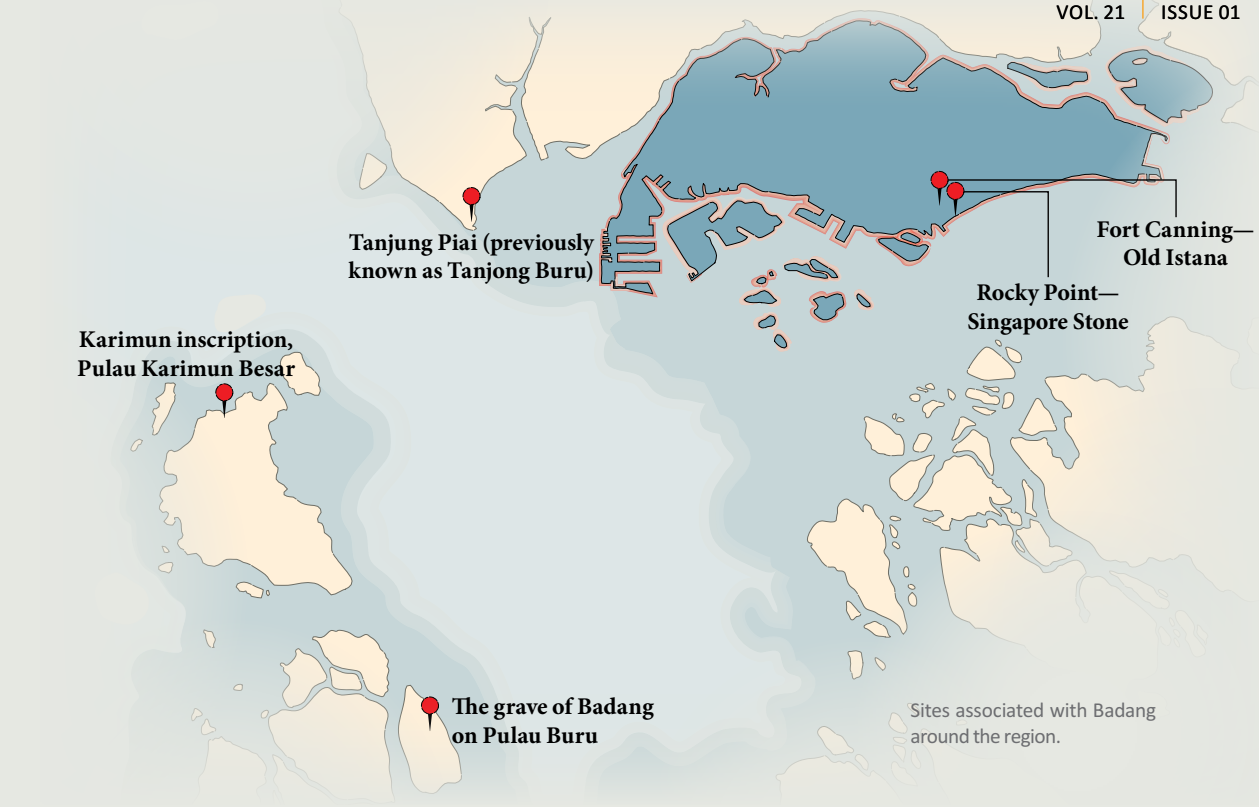 VOL. 21 | ISSUE 01
Tanjung Piai (previously
known as Tanjong Buru)
Fort Canning—
Old Istana
Rocky Point—
Singapore Stone
Karimun inscription,
Pulau Karimun Besar
The grave of Badang
on Pulau Buru
Sites associated with Badang
around the region.